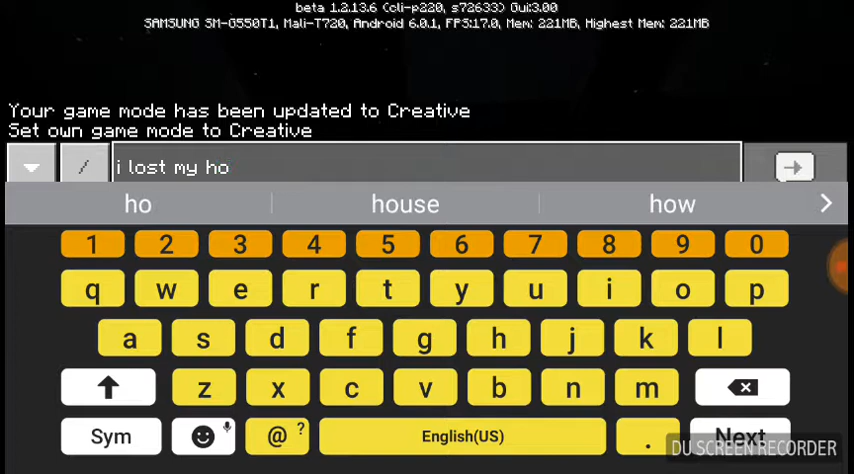 beta 1.2.13.6 (cli-p220, s72633) Gui:3.00
SAMSUNG SM-G550T1, Mali-T720, Android 6.0.1, FPS:17.0, Mem: 221MB, Highest Mem: 221MB
Your game mode has been updated to Creative
Set own game mode to Creative
/ i lost my ho
ho house how
1 2 3 4 5 6 7 8 9 0
q w e r t y u i o p
a s d f g h j k l
z x c v b n m
Sym @ ? English(US) . Next
DU SCREEN RECORDER